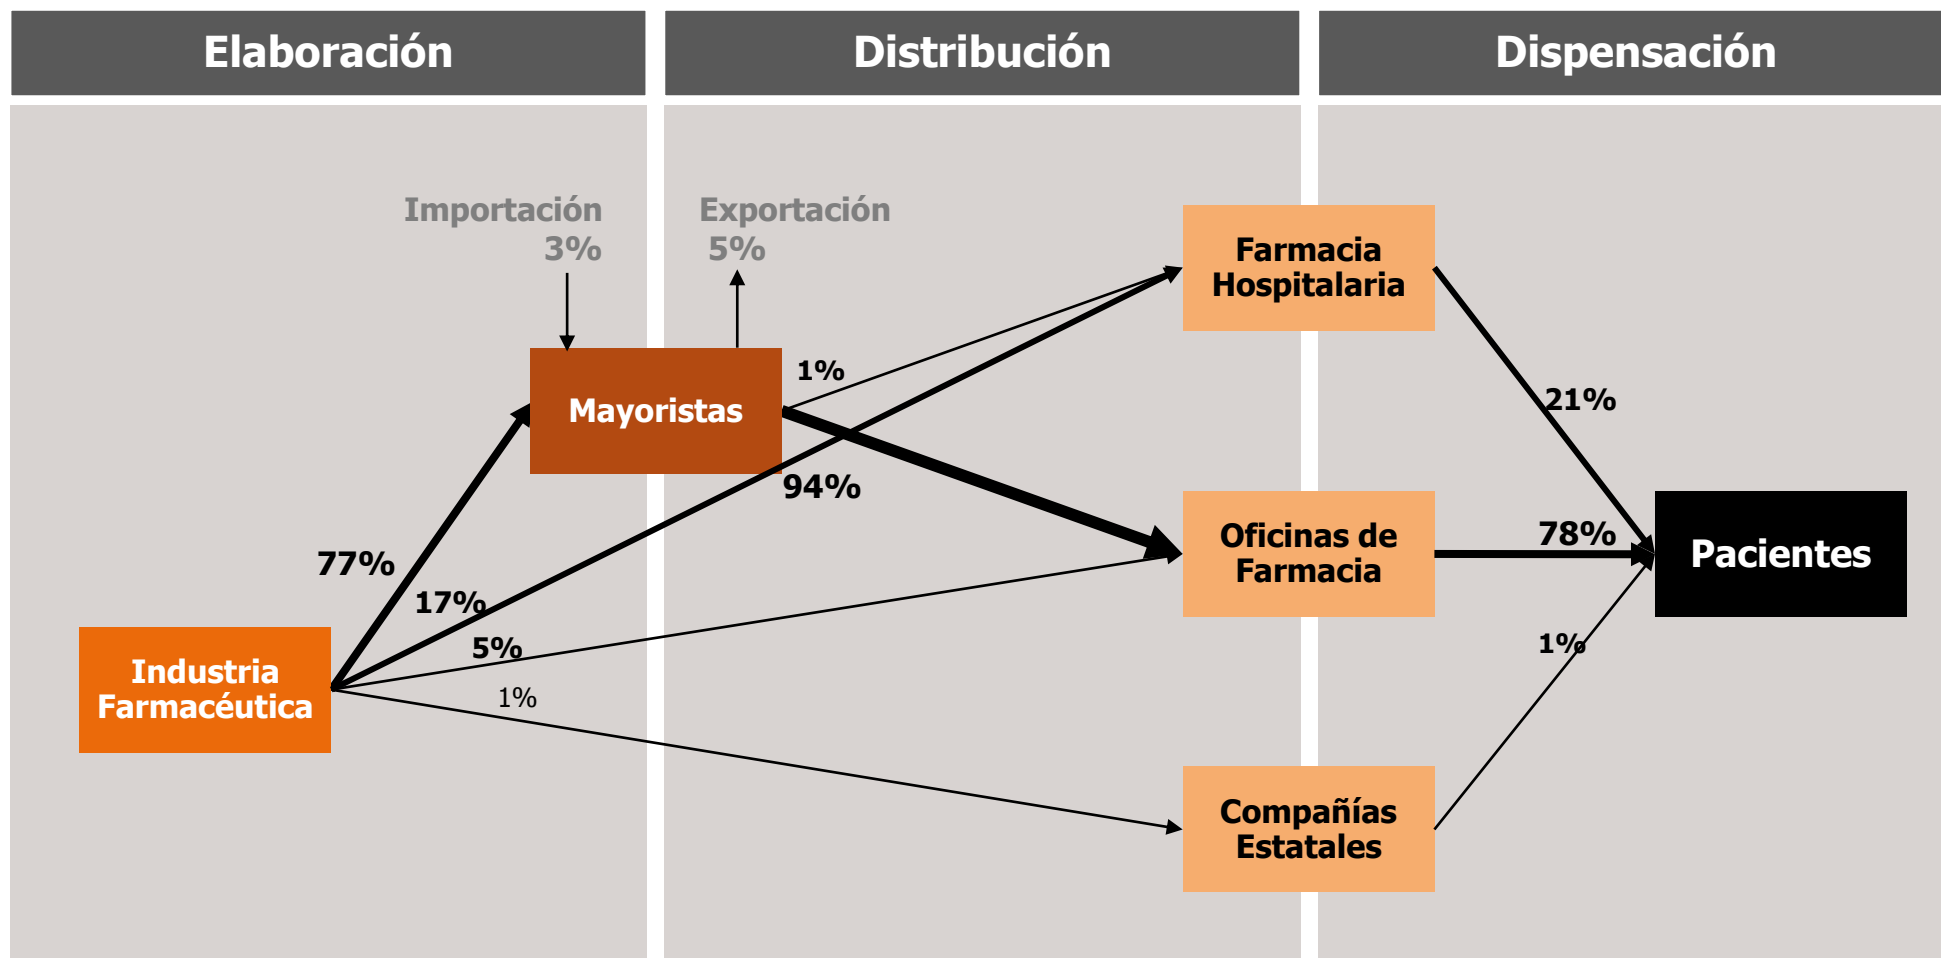 Elaboración
Distribución
Dispensación
Importación
3%
Exportación
5%
Farmacia
Hospitalaria
Mayoristas
1%
21%
94%
77%
17%
5%
1%
Oficinas de
Farmacia
78%
Pacientes
Industria
Farmacéutica
1%
Compañías
Estatales